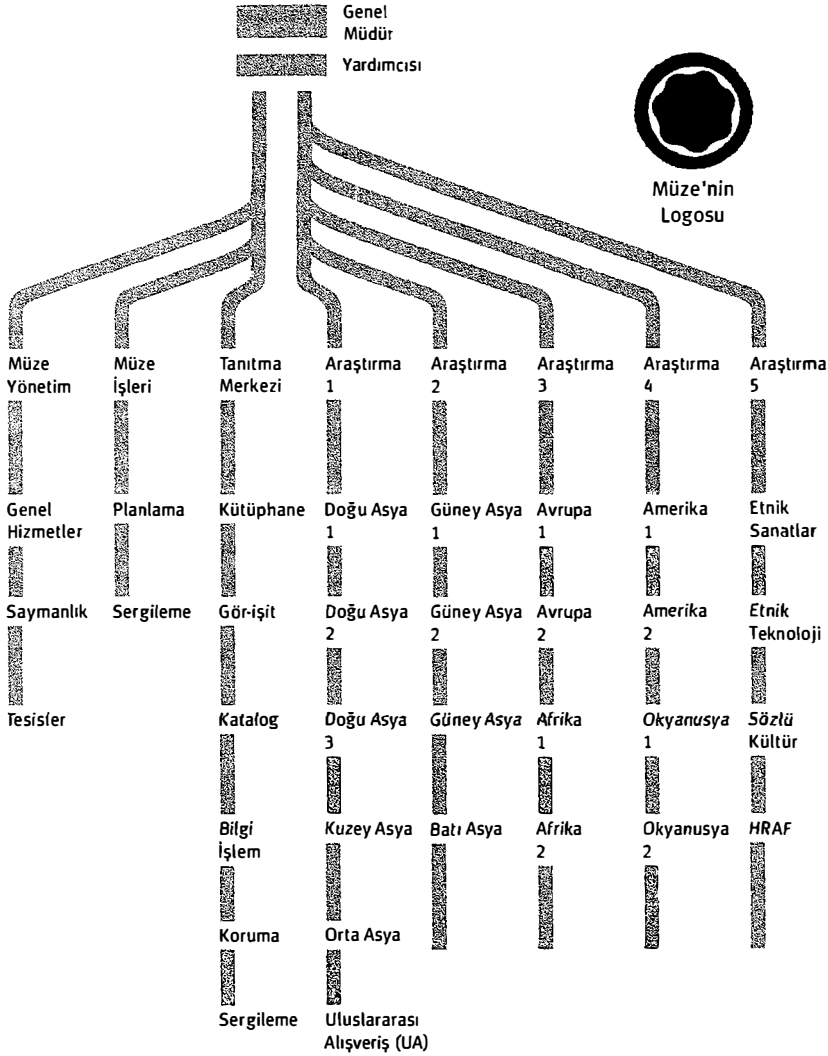 Genel
Müdür
Yardımcısı
Müze'nin
Logosu
Müze
Yönetim
Genel
Hizmetler
Saymanlık
Tesisler
Müze
İşleri
Planlama
Sergileme
Tanıtma
Merkezi
Kütüphane
Gör-işit
Katalog
Bilgi
İşlem
Koruma
Sergileme
Araştırma
1
Doğu Asya
1
Doğu Asya
2
Doğu Asya
3
Kuzey Asya
Orta Asya
Uluslararası
Alışveriş (UA)
Araştırma
2
Güney Asya
1
Güney Asya
2
Güney Asya
Batı Asya
Araştırma
3
Avrupa
1
Avrupa
2
Afrika
1
Afrika
2
Araştırma
4
Amerika
1
Amerika
2
Okyanusya
1
Okyanusya
2
Araştırma
5
Etnik
Sanatlar
Etnik
Teknoloji
Sözlü
Kültür
HRAF